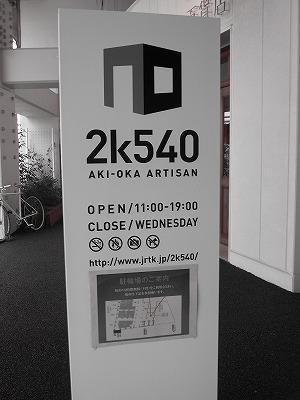 2k540
AKI-OKA ARTISAN
OPEN/11:00-19:00
CLOSE/WEDNESDAY
http://www.jrtk.jp/2k540/
駐輪場のご案内